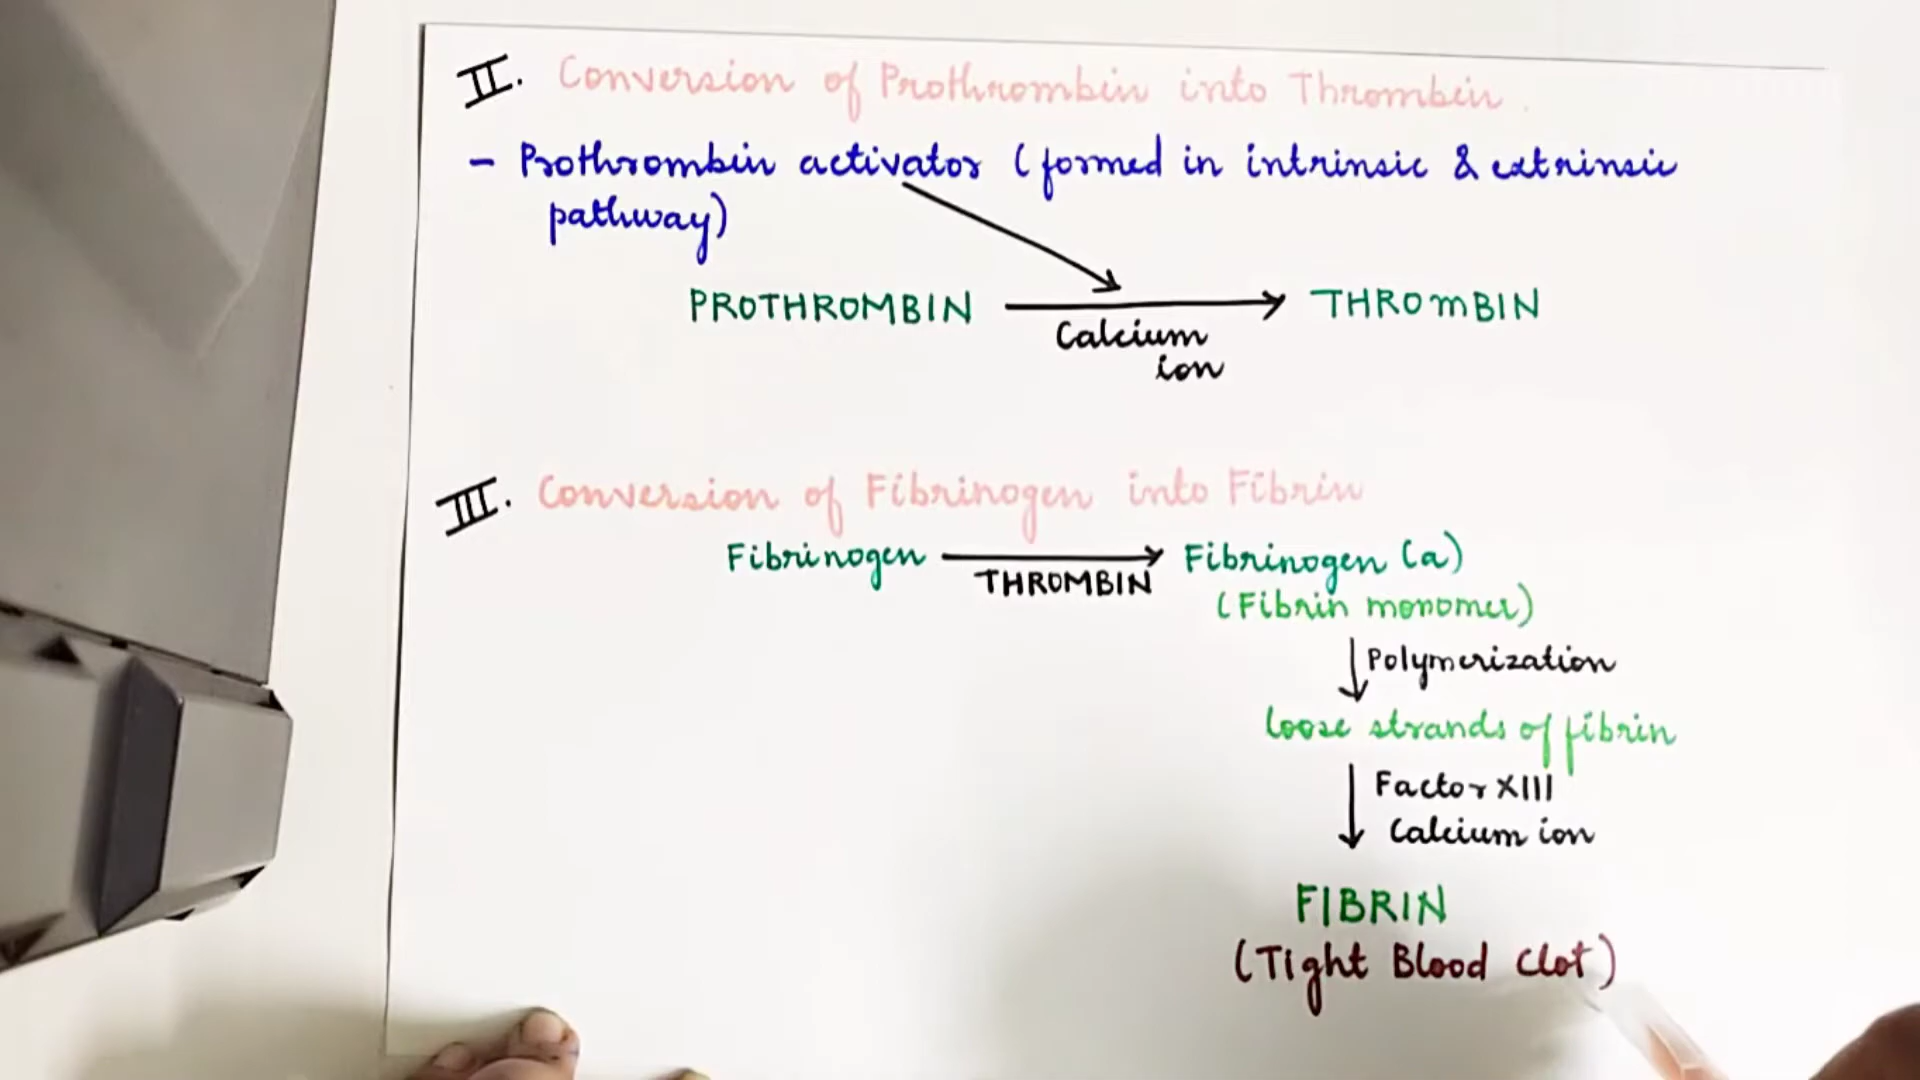 II. Conversion of Prothrombin into Thrombin.
- Prothrombin activator (formed in intrinsic & extrinsic
pathway)
PROTHROMBIN → THROMBIN
Calcium
ion
III. Conversion of Fibrinogen into Fibrin
Fibrinogen → Fibrinogen (a)
THROMBIN
(Fibrin monomer)
↓ Polymerization
loose strands of fibrin
↓ Factor XIII
Calcium ion
FIBRIN
(Tight Blood Clot)